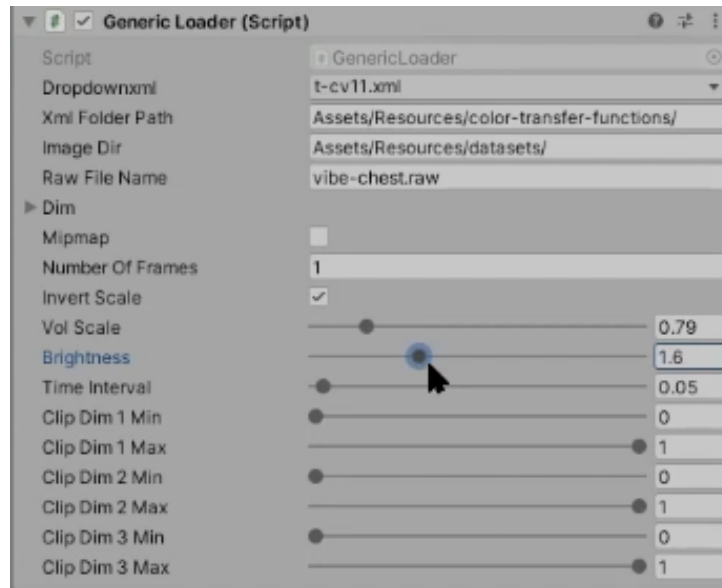 Generic Loader (Script)
Script GenericLoader
Dropdownxml t-cv11.xml
Xml Folder Path Assets/Resources/color-transfer-functions/
Image Dir Assets/Resources/datasets/
Raw File Name vibe-chest.raw
Dim
Mipmap
Number Of Frames 1
Invert Scale
Vol Scale 0.79
Brightness 1.6
Time Interval 0.05
Clip Dim 1 Min 0
Clip Dim 1 Max 1
Clip Dim 2 Min 0
Clip Dim 2 Max 1
Clip Dim 3 Min 0
Clip Dim 3 Max 1